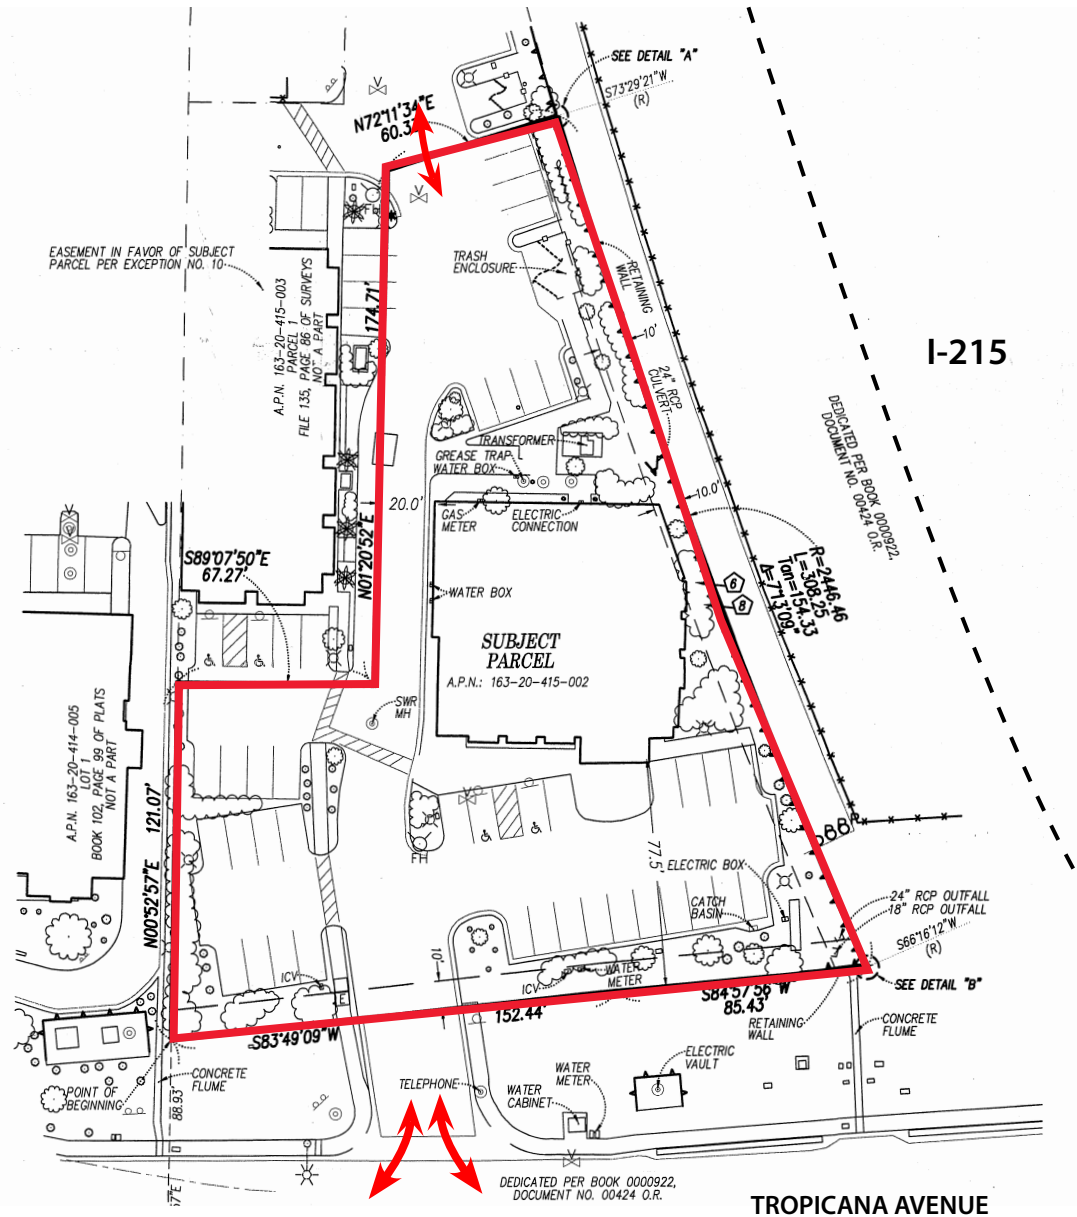 SEE DETAIL "A"
S73°29'21"W
(R)
N72°11'34"E
60.3
EASEMENT IN FAVOR OF SUBJECT
PARCEL PER EXCEPTION NO. 10
TRASH
ENCLOSURE
RETAINING
WALL
A.P.N. 163-20-415-003
PARCEL 1
FILE 135, PAGE 86 OF SURVEYS
NOT A PART
174.71'
10'
I-215
24" RCP
CULVERT
DEDICATED PER BOOK 0000922,
DOCUMENT NO. 00424 O.R.
TRANSFORMER
GREASE TRAP
WATER BOX
20.0'
10.0'
GAS
METER
ELECTRIC
CONNECTION
S89°07'50"E
67.27'
N01°20'52"E
R=2446.46
L=308.25
Tan=154.33
Δ=7°13'09"
6
8
WATER BOX
SUBJECT
PARCEL
A.P.N.: 163-20-415-002
SWR
MH
A.P.N. 163-20-414-005
LOT 1
BOOK 102, PAGE 99 OF PLATS
NOT A PART
121.07'
N00°52'57"E
FH
77.5'
ELECTRIC BOX
CATCH
BASIN
24" RCP OUTFALL
18" RCP OUTFALL
S66°16'12"W
(R)
10'
ICV
E
ICV
WATER
METER
SEE DETAIL "B"
S84°57'56"W
85.43'
152.44'
S83°49'09"W
RETAINING
WALL
CONCRETE
FLUME
CONCRETE
FLUME
POINT OF
BEGINNING
88.93'
TELEPHONE
WATER
CABINET
WATER
METER
ELECTRIC
VAULT
57"E
DEDICATED PER BOOK 0000922,
DOCUMENT NO. 00424 O.R.
TROPICANA AVENUE